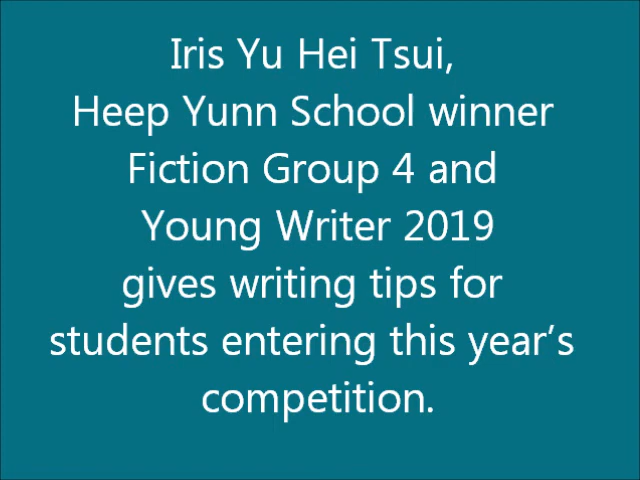 Iris Yu Hei Tsui,
Heep Yunn School winner
Fiction Group 4 and
Young Writer 2019
gives writing tips for
students entering this year’s
competition.